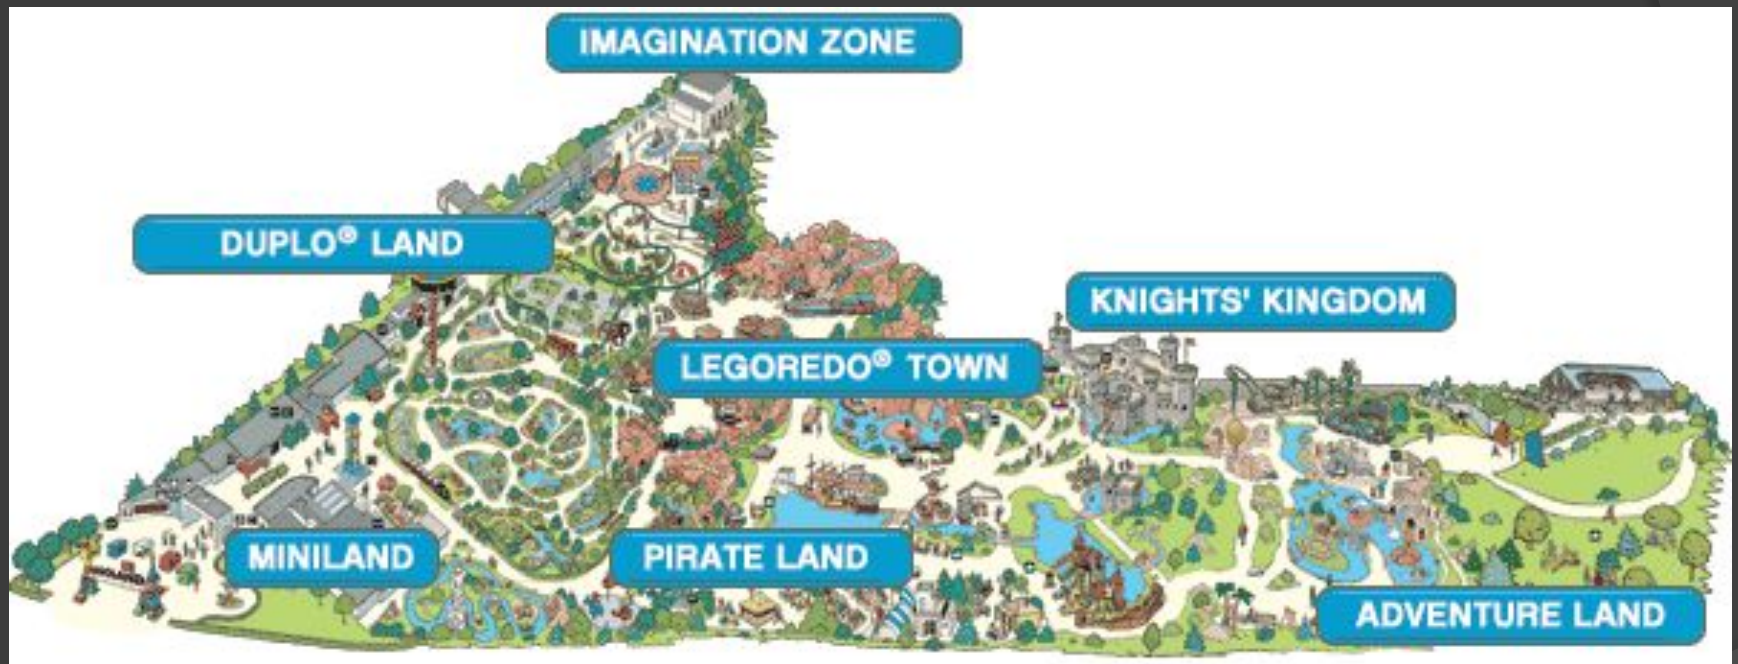 IMAGINATION ZONE
DUPLO® LAND
KNIGHTS' KINGDOM
LEGOREDO® TOWN
MINILAND
PIRATE LAND
ADVENTURE LAND